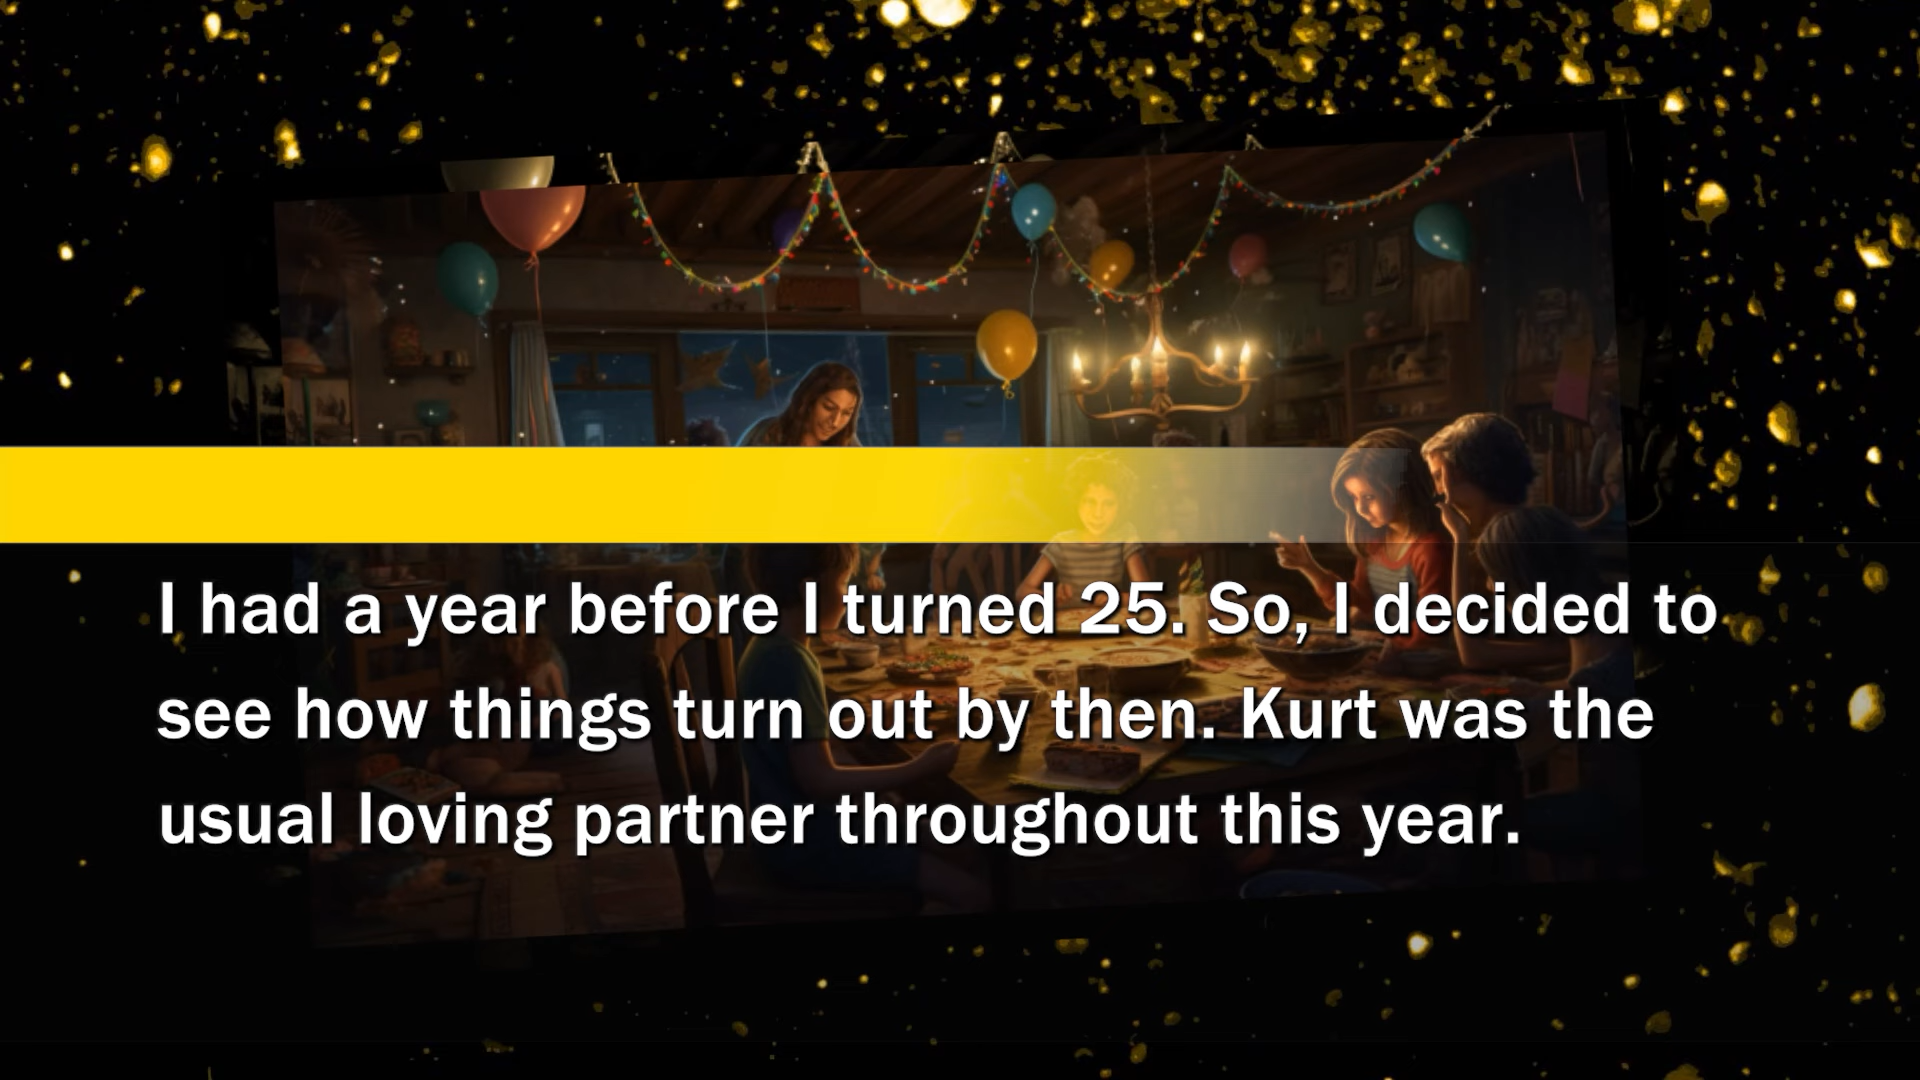 I had a year before I turned 25. So, I decided to
see how things turn out by then. Kurt was the
usual loving partner throughout this year.